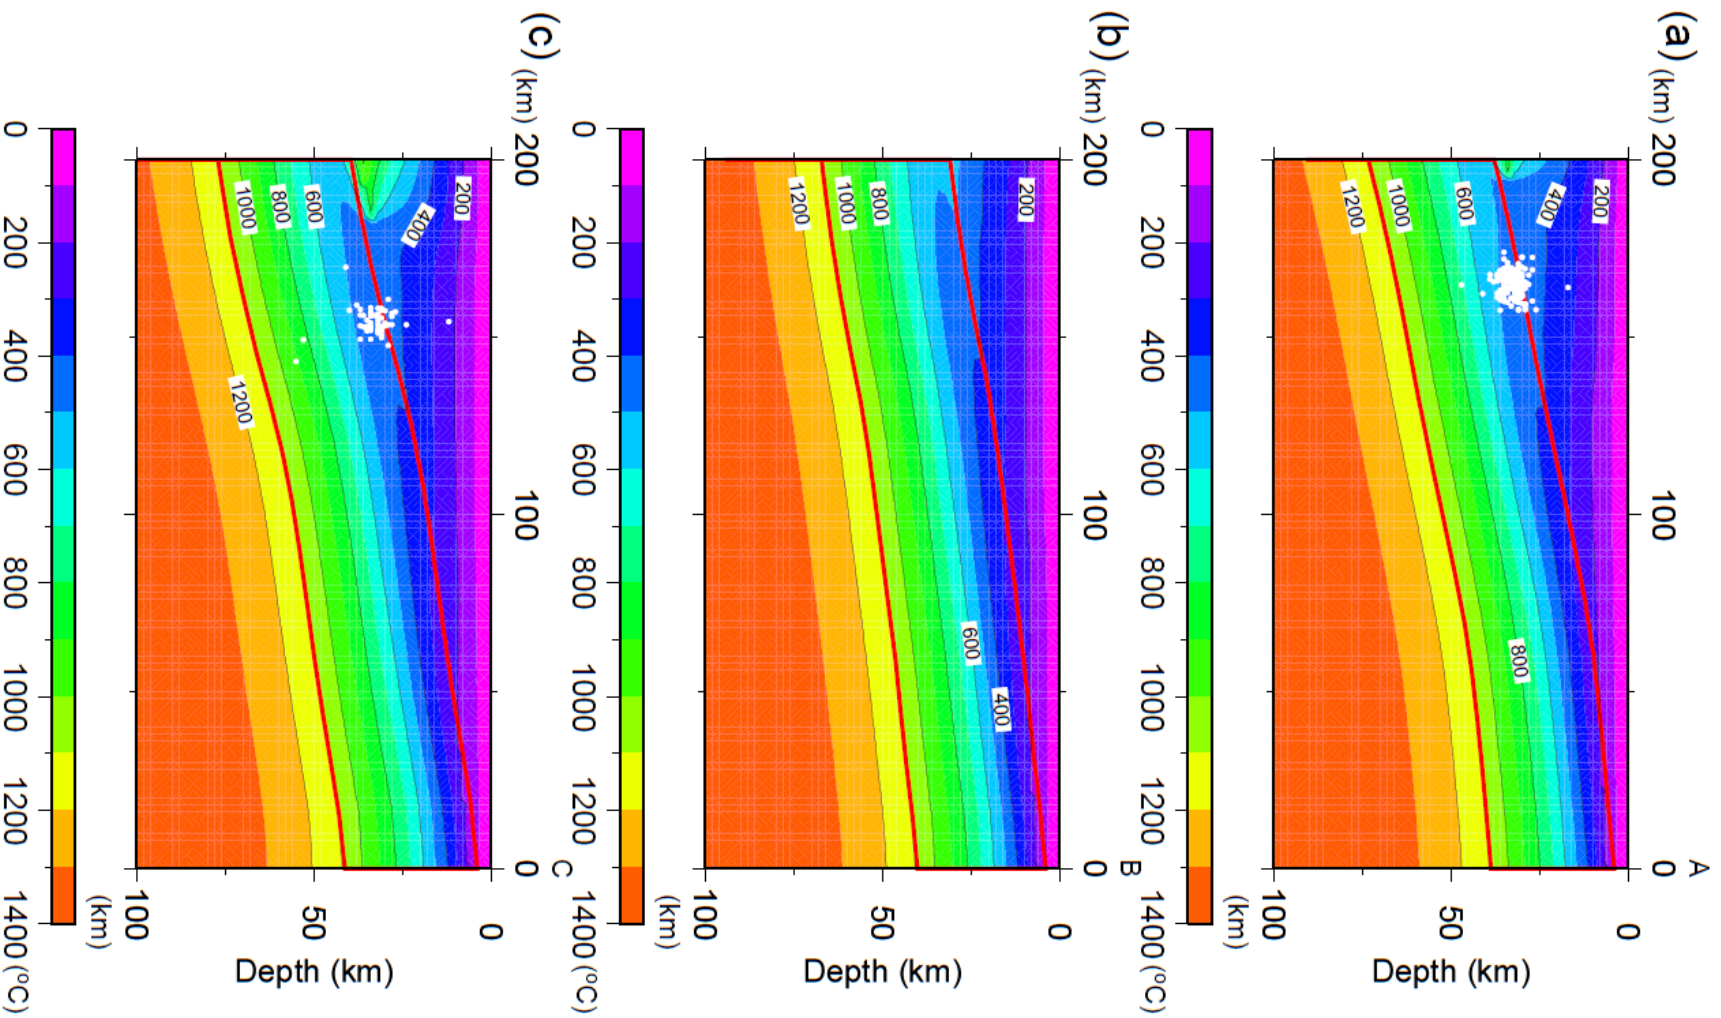 (a)
(km) 200 100 0 A
0 50 100 (km)
Depth (km)
200 400 600 1000 1200 800
0 200 400 600 800 1000 1200 1400 (°C)
(b)
(km) 200 100 0 B
0 50 100 (km)
Depth (km)
200 800 1000 1200 600 400
0 200 400 600 800 1000 1200 1400 (°C)
(c)
(km) 200 100 0 C
0 50 100 (km)
Depth (km)
200 400 600 800 1000 1200
0 200 400 600 800 1000 1200 1400 (°C)